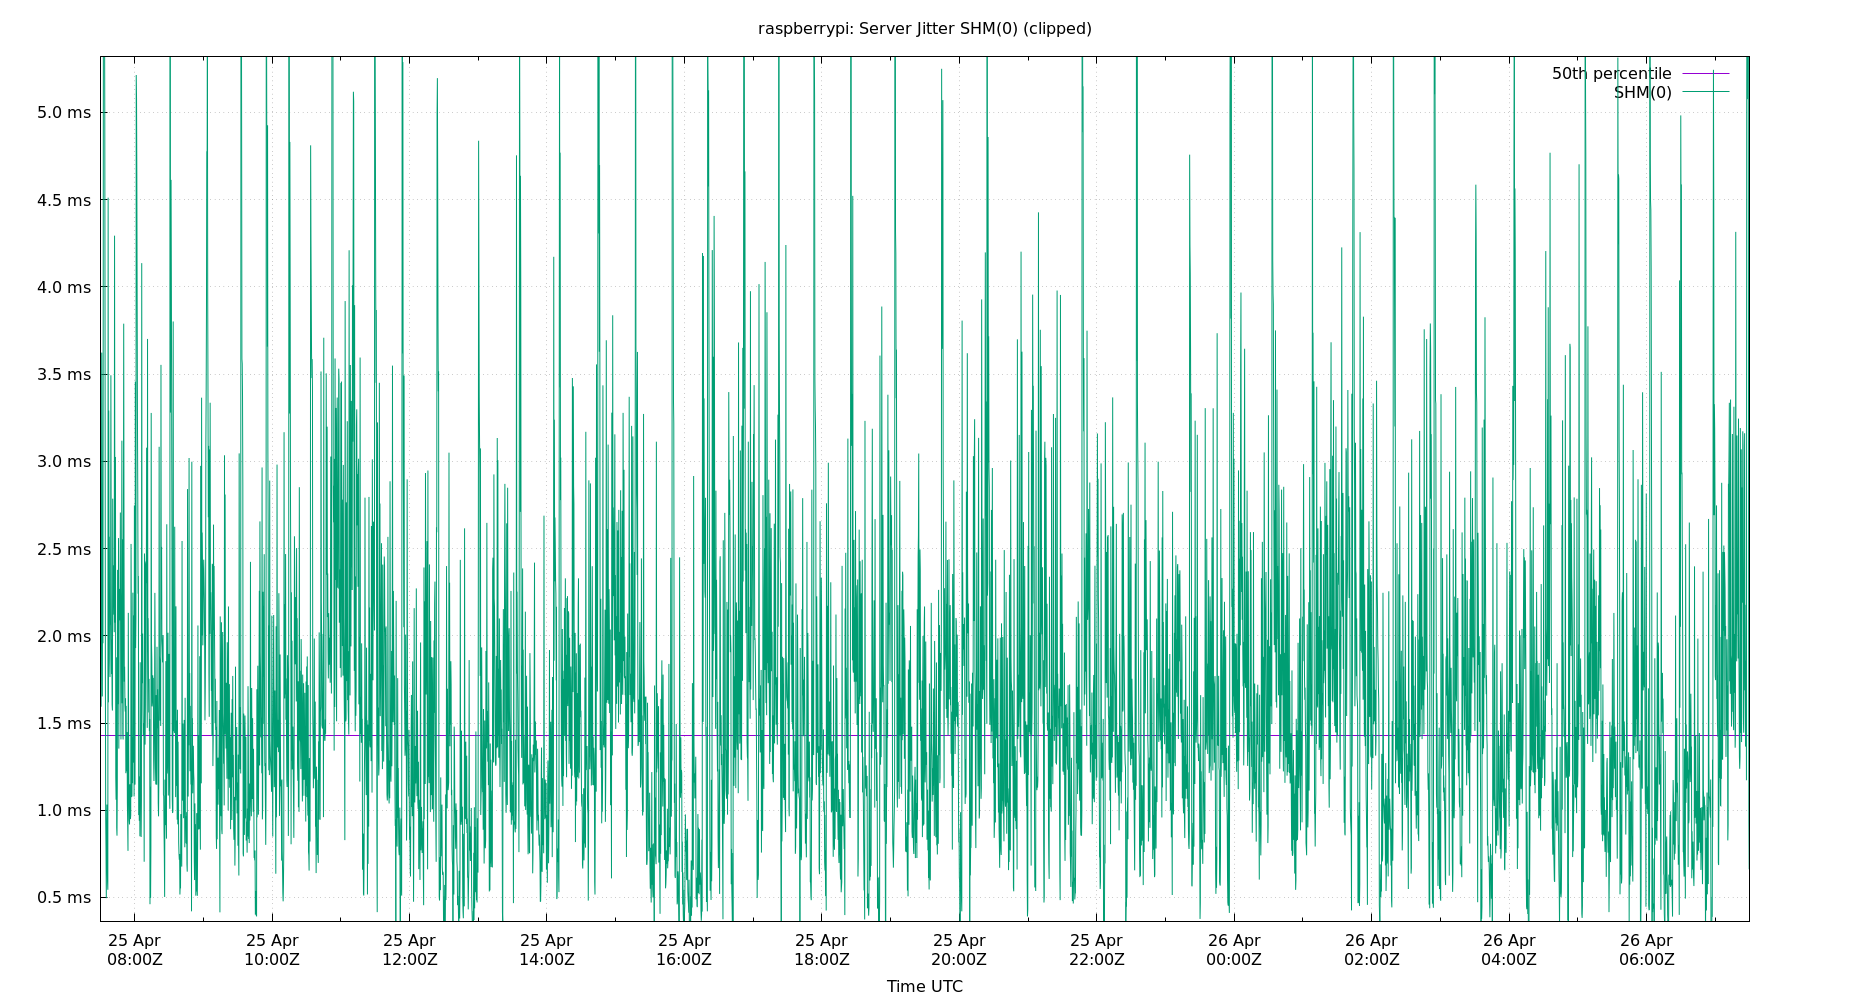 raspberrypi: Server Jitter SHM(0) (clipped)
50th percentile
SHM(0)
5.0 ms
4.5 ms
4.0 ms
3.5 ms
3.0 ms
2.5 ms
2.0 ms
1.5 ms
1.0 ms
0.5 ms
25 Apr 25 Apr 25 Apr 25 Apr 25 Apr 25 Apr 25 Apr 25 Apr 26 Apr 26 Apr 26 Apr 26 Apr
08:00Z 10:00Z 12:00Z 14:00Z 16:00Z 18:00Z 20:00Z 22:00Z 00:00Z 02:00Z 04:00Z 06:00Z
Time UTC